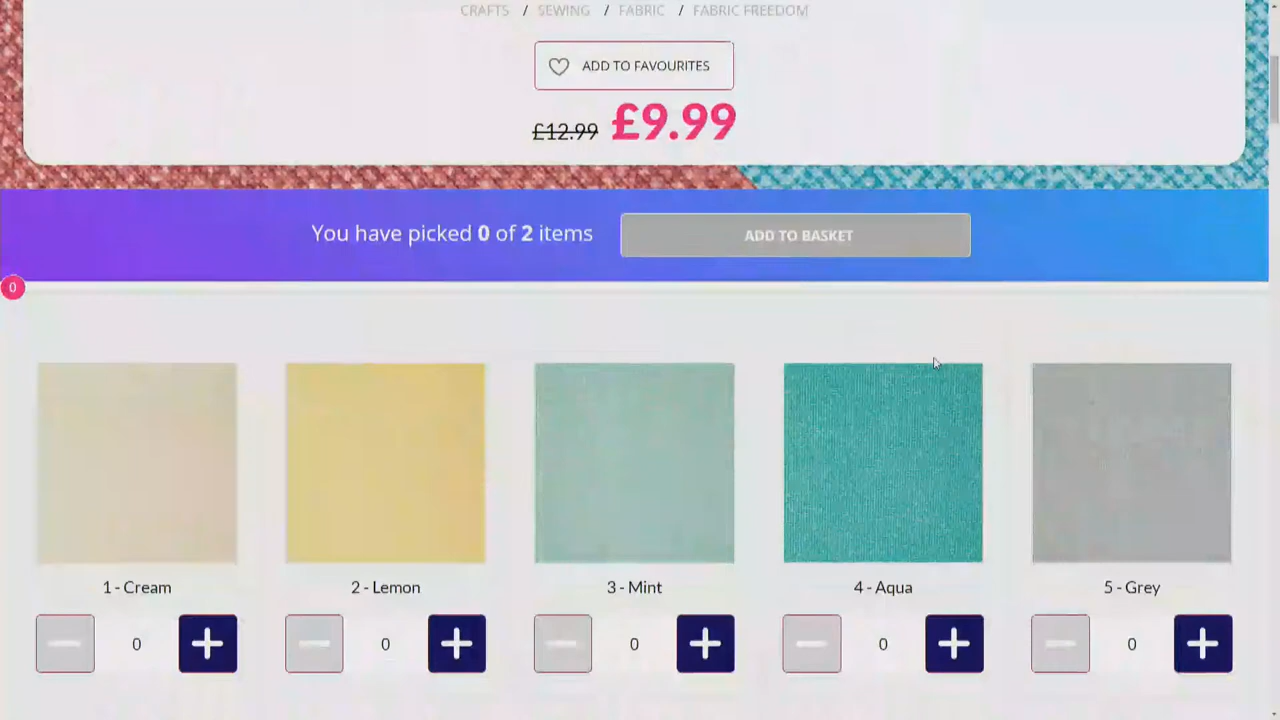 CRAFTS / SEWING / FABRIC / FABRIC FREEDOM
ADD TO FAVOURITES
£12.99 £9.99
You have picked 0 of 2 items
ADD TO BASKET
0
1 - Cream
2 - Lemon
3 - Mint
4 - Aqua
5 - Grey
0
0
0
0
0